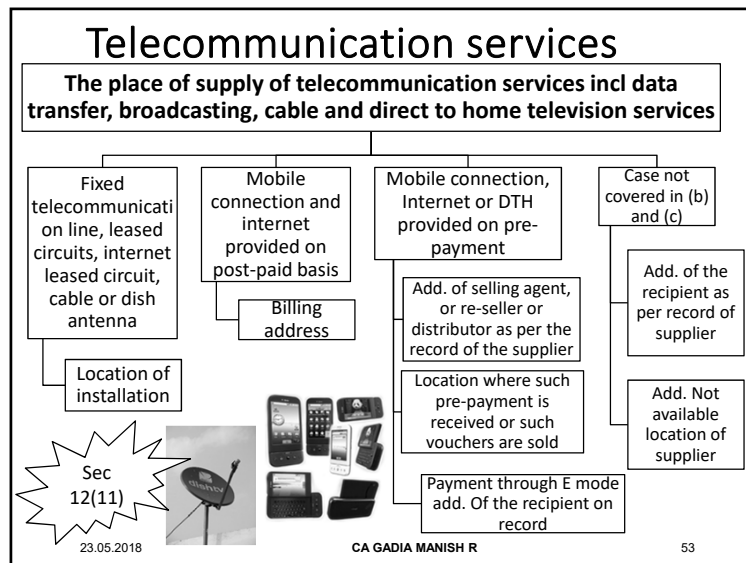 Telecommunication services
The place of supply of telecommunication services incl data
transfer, broadcasting, cable and direct to home television services
Fixed
telecommunicati
on line, leased
circuits, internet
leased circuit,
cable or dish
antenna
Location of
installation
Mobile
connection and
internet
provided on
post-paid basis
Billing
address
Mobile connection,
Internet or DTH
provided on pre-
payment
Add. of selling agent,
or re-seller or
distributor as per the
record of the supplier
Location where such
pre-payment is
received or such
vouchers are sold
Payment through E mode
add. Of the recipient on
record
Case not
covered in (b)
and (c)
Add. of the
recipient as
per record of
supplier
Add. Not
available
location of
supplier
Sec
12(11)
dishtv
23.05.2018
CA GADIA MANISH R
53